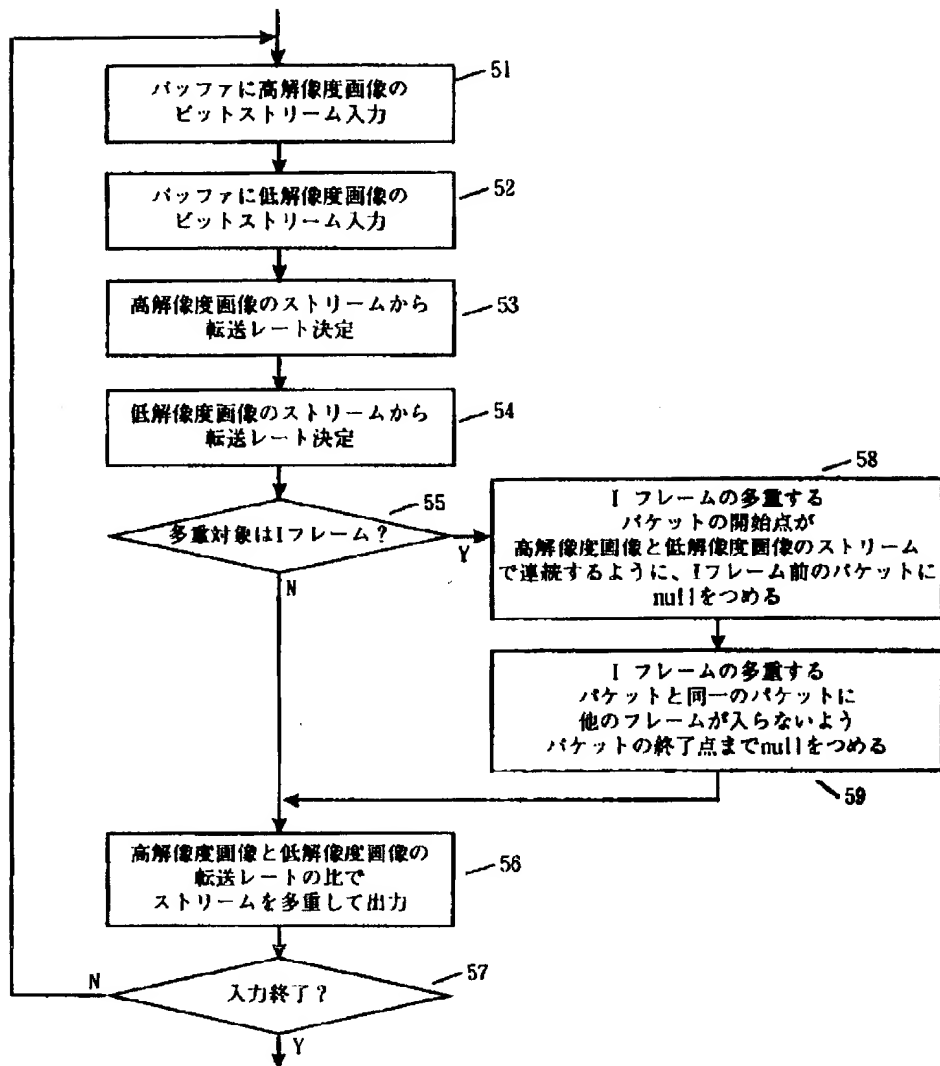 51
バッファに高解像度画像の
ビットストリーム入力
52
バッファに低解像度画像の
ビットストリーム入力
53
高解像度画像のストリームから
転送レート決定
54
低解像度画像のストリームから
転送レート決定
55
多重対象はIフレーム？
Y
N
58
I フレームの多重する
パケットの開始点が
高解像度画像と低解像度画像のストリーム
で連続するように、Iフレーム前のパケットに
nullをつめる
I フレームの多重する
パケットと同一のパケットに
他のフレームが入らないよう
パケットの終了点までnullをつめる
59
高解像度画像と低解像度画像の
転送レートの比で
ストリームを多重して出力
56
57
入力終了？
N
Y